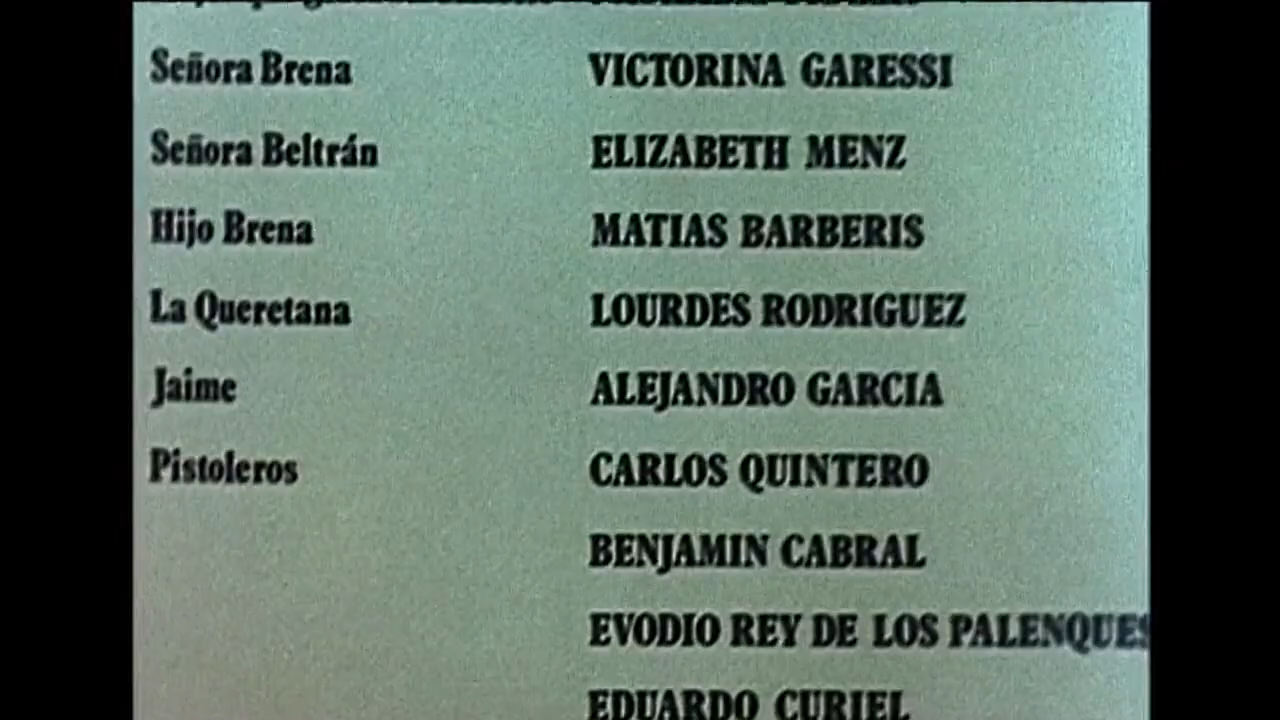 Señora Brena VICTORINA GARESSI
Señora Beltrán ELIZABETH MENZ
Hijo Brena MATIAS BARBERIS
La Queretana LOURDES RODRIGUEZ
Jaime ALEJANDRO GARCIA
Pistoleros CARLOS QUINTERO
BENJAMIN CABRAL
EVODIO REY DE LOS PALENQUES
EDUARDO CURIEL